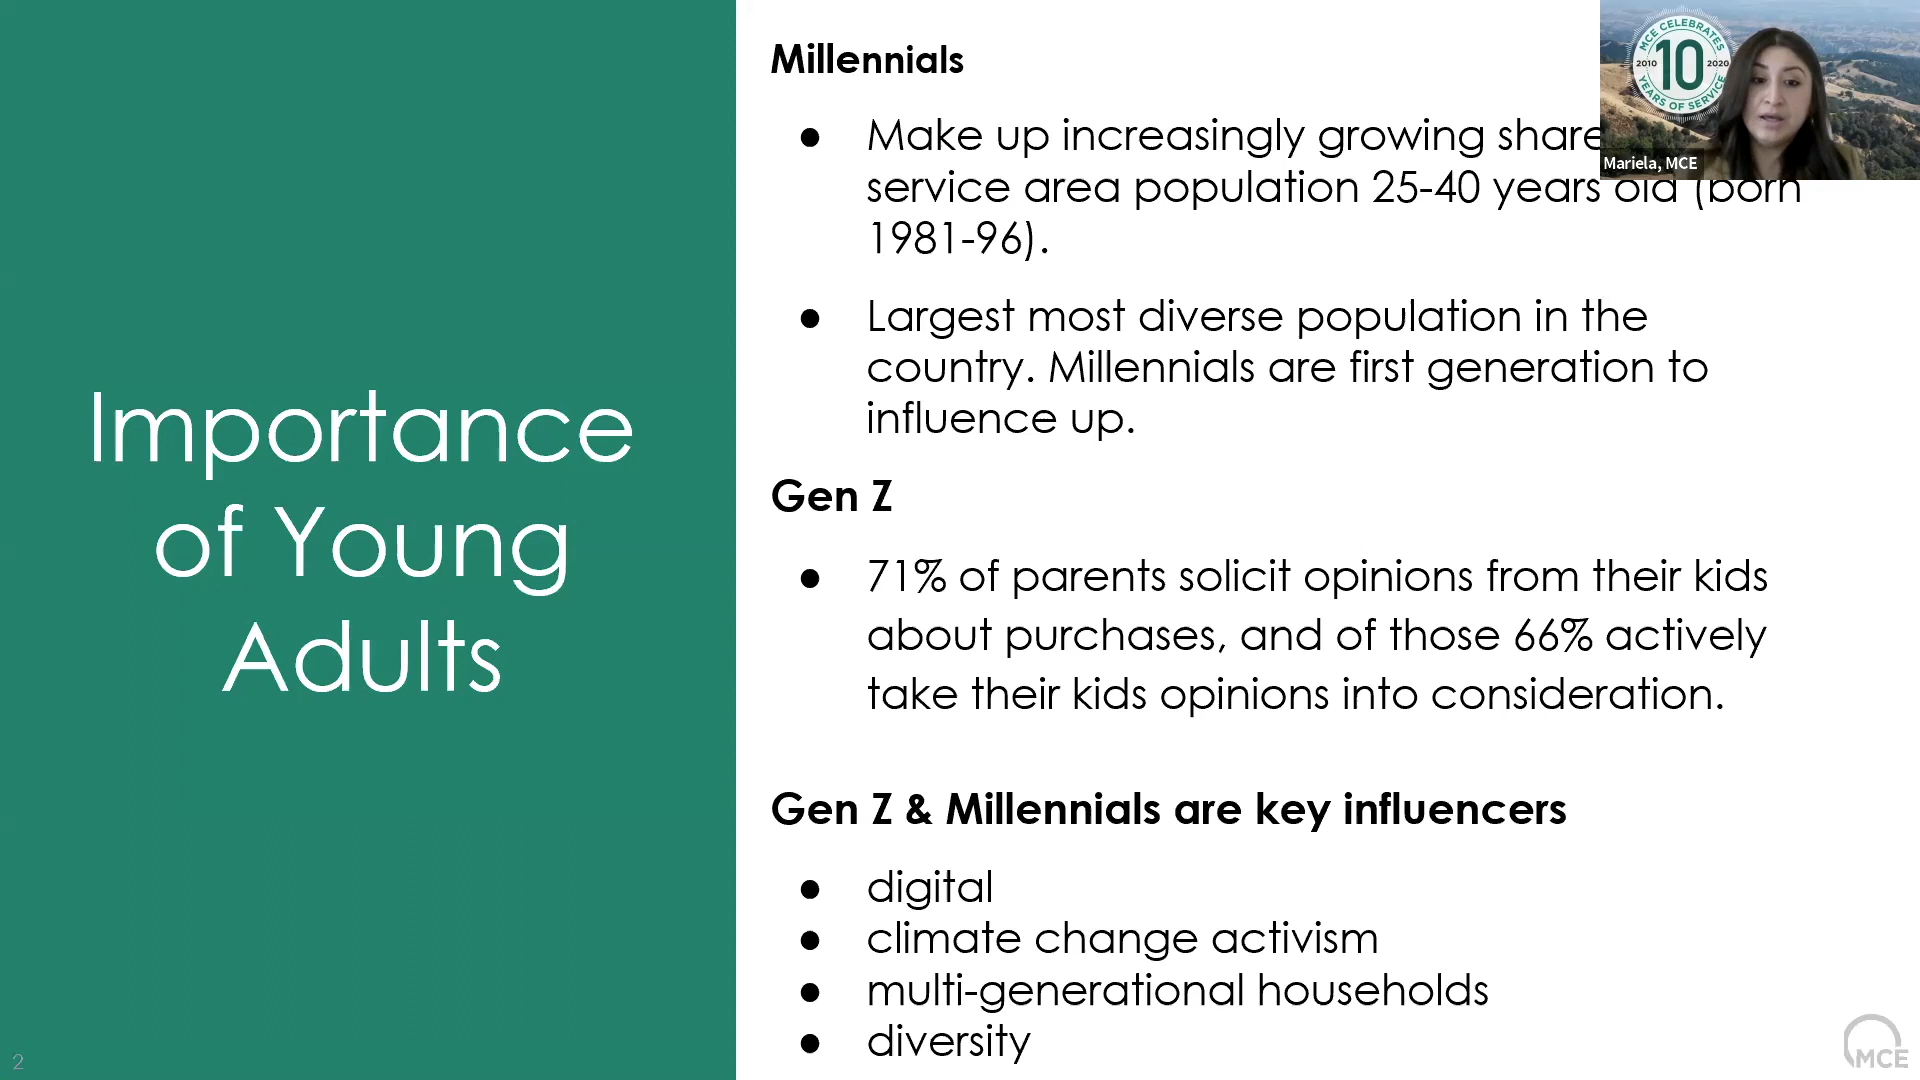 Importance
of Young
Adults
2
Millennials
● Make up increasingly growing share
service area population 25-40 years old (born
1981-96).
● Largest most diverse population in the
country. Millennials are first generation to
influence up.
Gen Z
● 71% of parents solicit opinions from their kids
about purchases, and of those 66% actively
take their kids opinions into consideration.
Gen Z & Millennials are key influencers
● digital
● climate change activism
● multi-generational households
● diversity
MCE CELEBRATES
2010 10 2020
YEARS OF SERVICE
Mariela, MCE
MCE